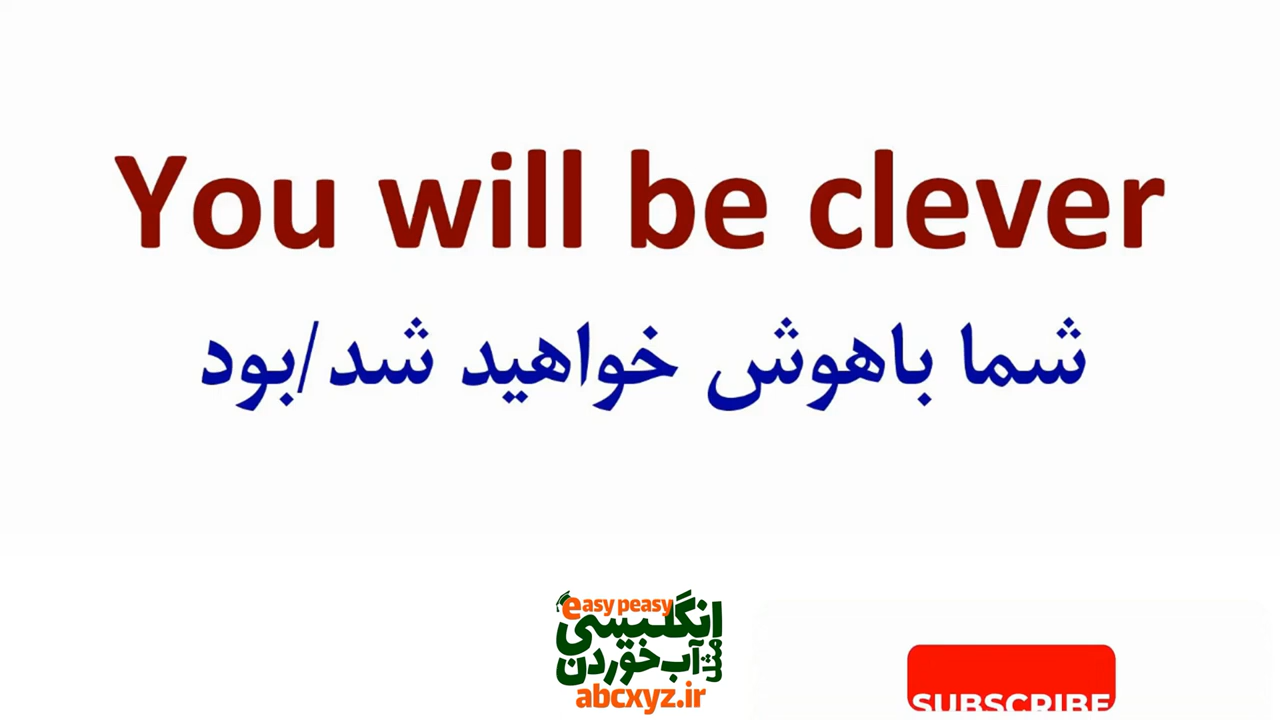 You will be clever
شما باهوش خواهید شد/بود
easy peasy
انگلیسی
مثل آب خوردن
abcxyz.ir
SUBSCRIBE